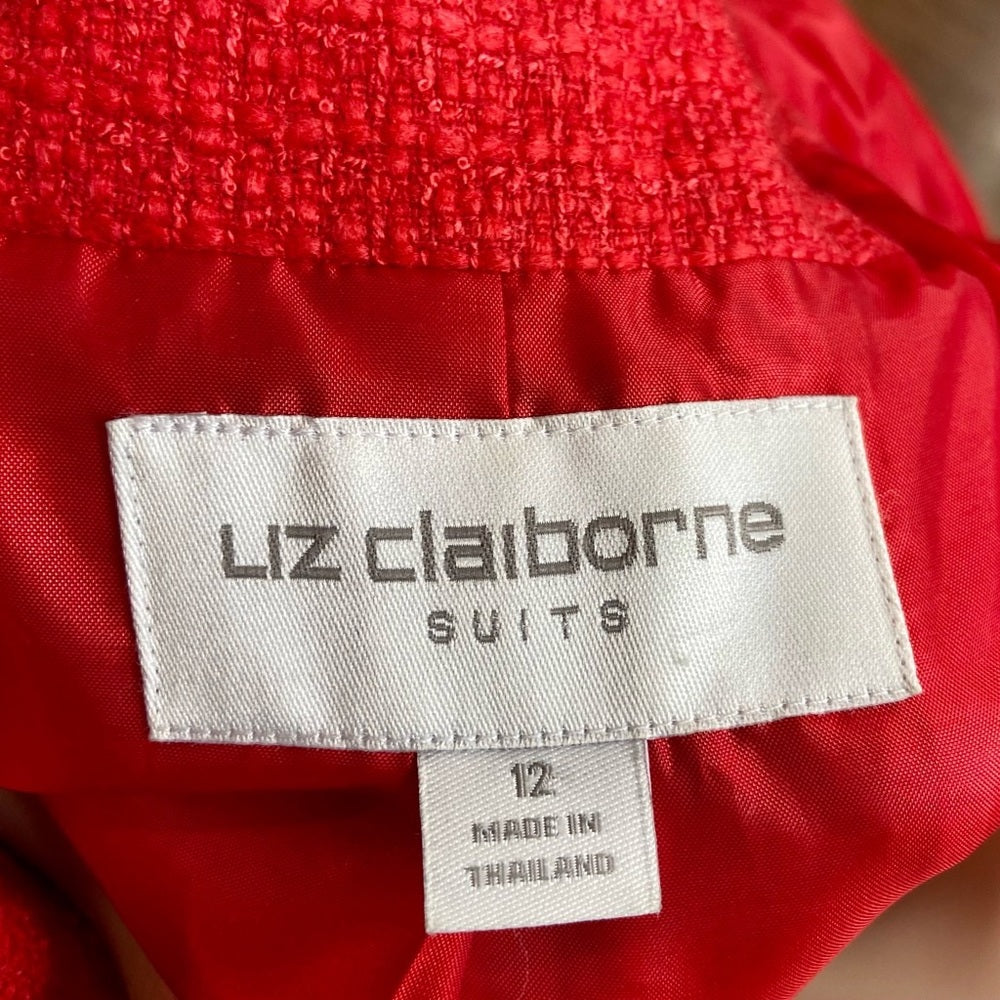 LIZ claiborne
SUITS
12
MADE IN
THAILAND